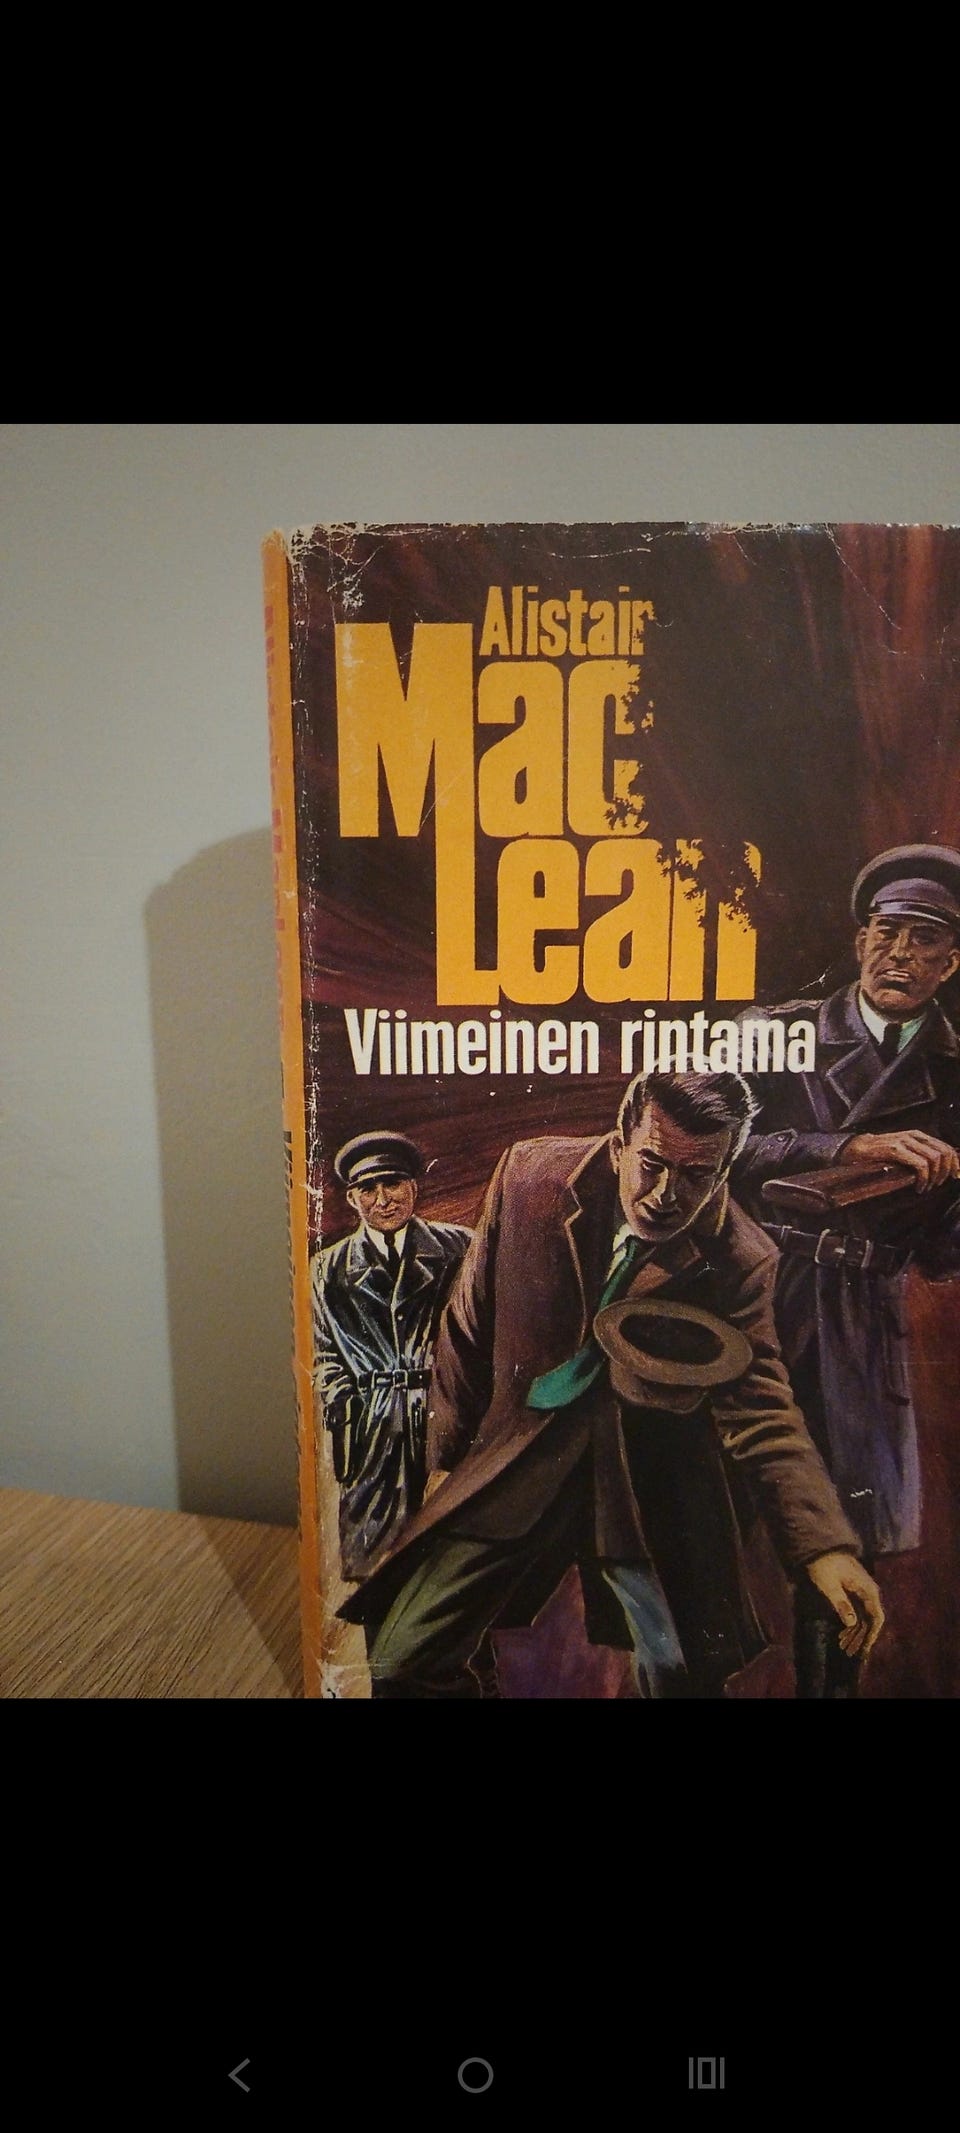 Alistair
Mac
Lean
Viimeinen rintama